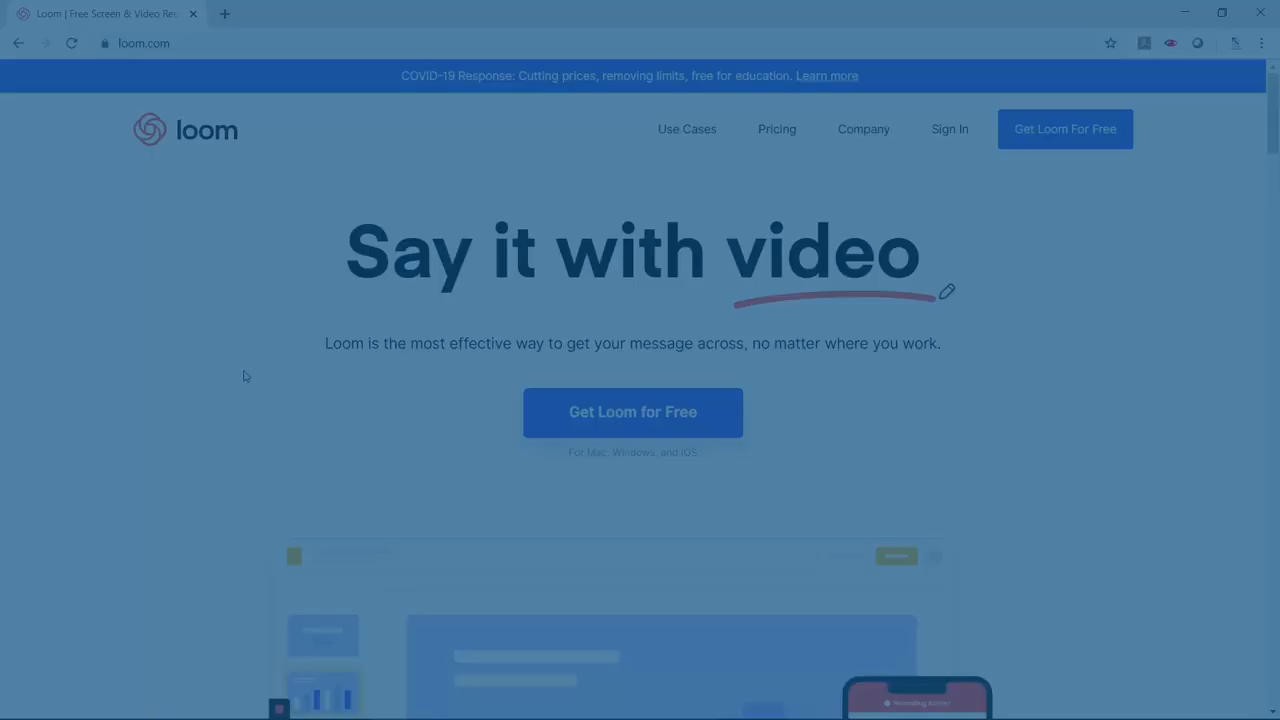 Loom | Free Screen & Video Rec
loom.com
COVID-19 Response: Cutting prices, removing limits, free for education. Learn more
loom
Use Cases
Pricing
Company
Sign In
Get Loom For Free
Say it with video
Loom is the most effective way to get your message across, no matter where you work.
Get Loom for Free
For Mac, Windows, and iOS